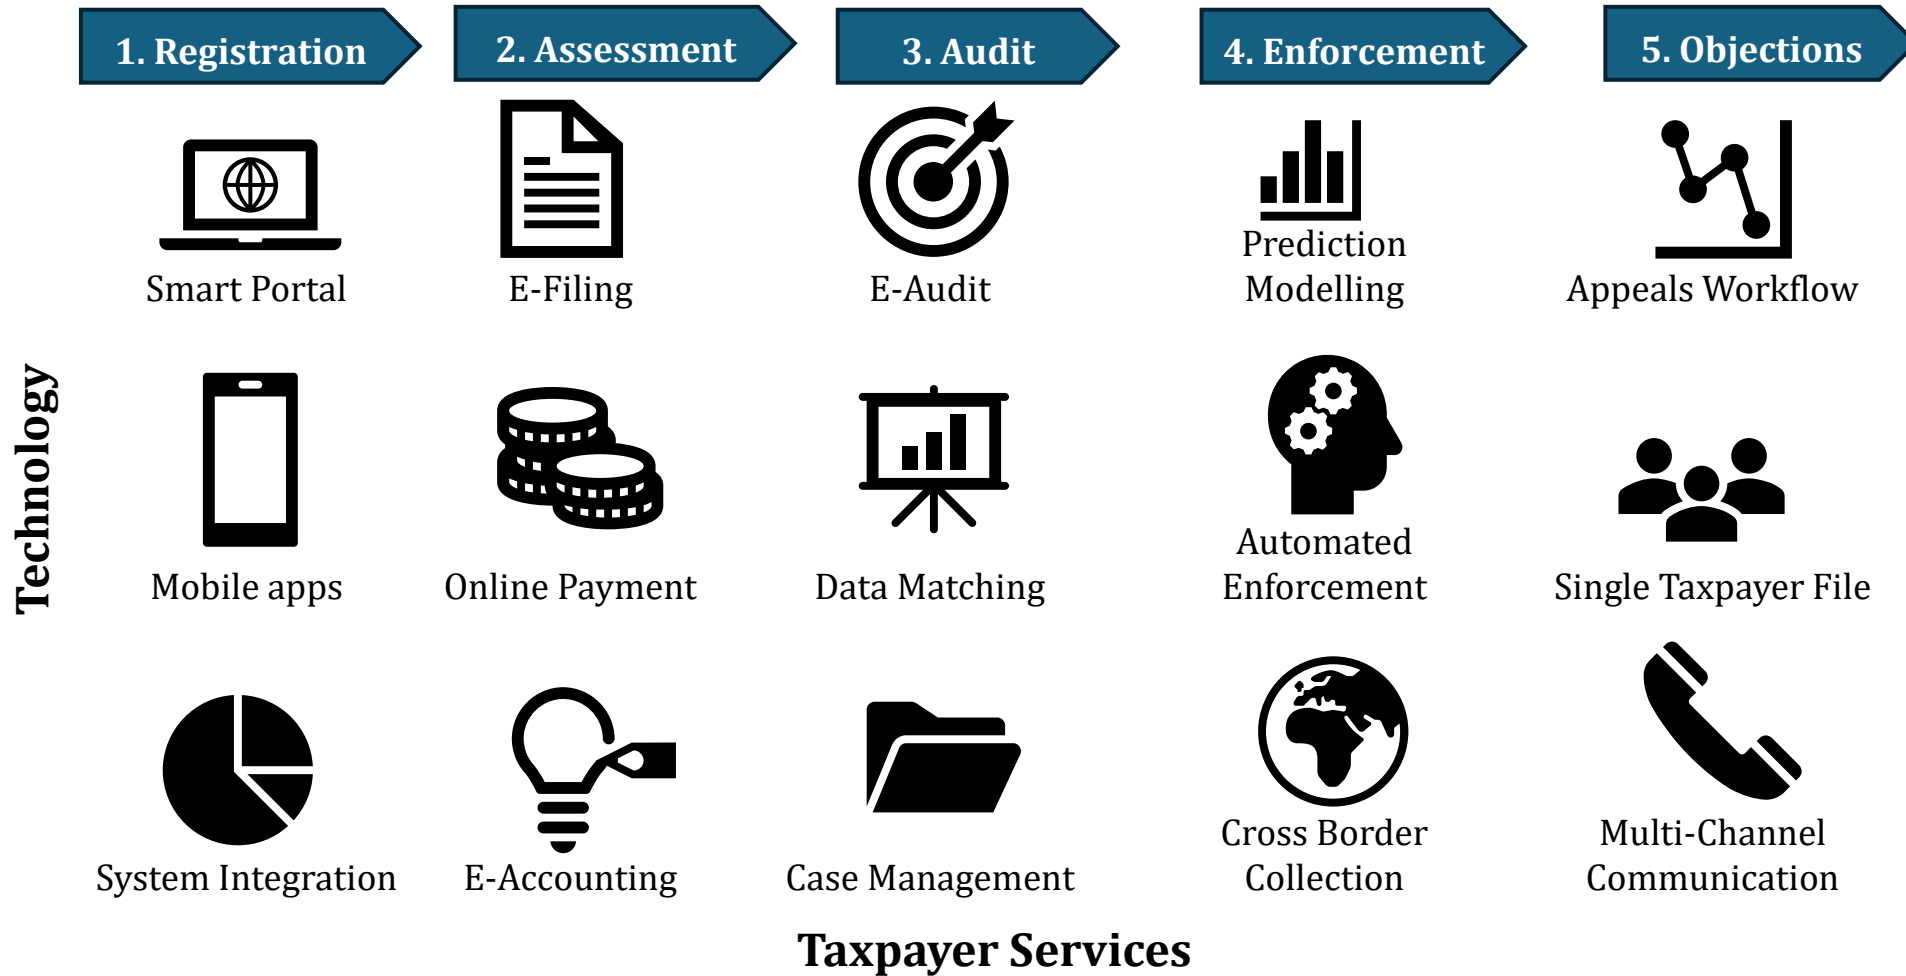 1. Registration
2. Assessment
3. Audit
4. Enforcement
5. Objections
Smart Portal
E-Filing
E-Audit
Prediction
Modelling
Appeals Workflow
Technology
Mobile apps
Online Payment
Data Matching
Automated
Enforcement
Single Taxpayer File
System Integration
E-Accounting
Case Management
Cross Border
Collection
Multi-Channel
Communication
Taxpayer Services